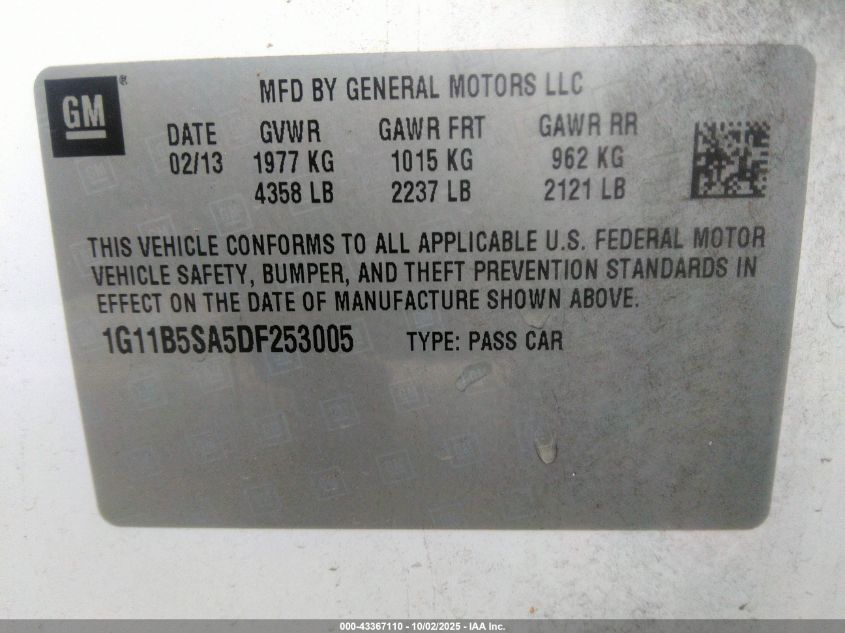 GM®
MFD BY GENERAL MOTORS LLC
DATE GVWR GAWR FRT GAWR RR
02/13 1977 KG 1015 KG 962 KG
4358 LB 2237 LB 2121 LB
THIS VEHICLE CONFORMS TO ALL APPLICABLE U.S. FEDERAL MOTOR
VEHICLE SAFETY, BUMPER, AND THEFT PREVENTION STANDARDS IN
EFFECT ON THE DATE OF MANUFACTURE SHOWN ABOVE.
1G11B5SA5DF253005 TYPE: PASS CAR
000-43367110 - 10/02/2025 - IAA Inc.